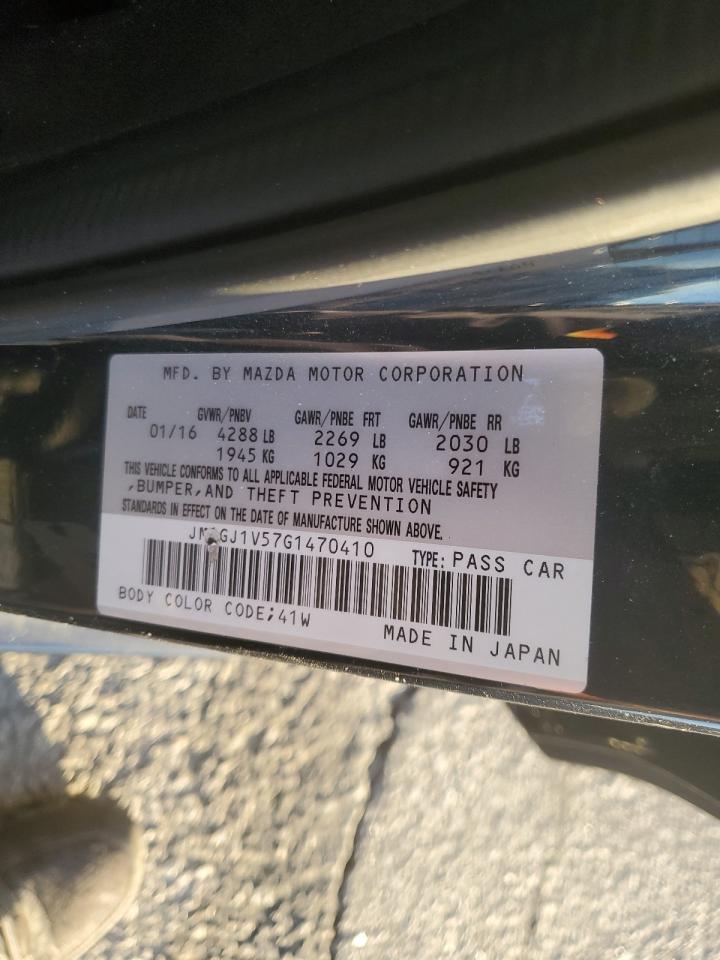 MFD. BY MAZDA MOTOR CORPORATION
DATE GVWR/PNBV GAWR/PNBE FRT GAWR/PNBE RR
01/16 4288 LB 2269 LB 2030 LB
1945 KG 1029 KG 921 KG
THIS VEHICLE CONFORMS TO ALL APPLICABLE FEDERAL MOTOR VEHICLE SAFETY
,BUMPER,AND THEFT PREVENTION
STANDARDS IN EFFECT ON THE DATE OF MANUFACTURE SHOWN ABOVE.
JM1GJ1V57G1470410 TYPE: PASS CAR
BODY COLOR CODE;41W
MADE IN JAPAN